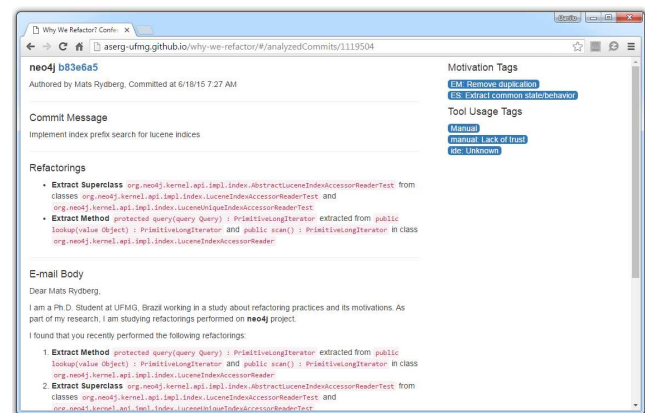 Why We Refactor? Confer
Danilo
aserg-ufmg.github.io/why-we-refactor/#/analyzedCommits/1119504
neo4j b83e6a5
Authored by Mats Rydberg, Committed at 6/18/15 7:27 AM
Commit Message
Implement index prefix search for lucene indices
Refactorings
• Extract Superclass org.neo4j.kernel.api.impl.index.AbstractLuceneIndexAccessorReaderTest from
classes org.neo4j.kernel.api.impl.index.LuceneIndexAccessorReaderTest and
org.neo4j.kernel.api.impl.index.LuceneUniqueIndexAccessorReaderTest
• Extract Method protected query(query Query) : PrimitiveLongIterator extracted from public
lookup(value Object) : PrimitiveLongIterator and public scan() : PrimitiveLongIterator in class
org.neo4j.kernel.api.impl.index.LuceneIndexAccessorReader
E-mail Body
Dear Mats Rydberg,
I am a Ph.D. Student at UFMG, Brazil working in a study about refactoring practices and its motivations. As
part of my research, I am studying refactorings performed on neo4j project.
I found that you recently performed the following refactorings:
1. Extract Method protected query(query Query) : PrimitiveLongIterator extracted from public
lookup(value Object) : PrimitiveLongIterator and public scan() : PrimitiveLongIterator in class
org.neo4j.kernel.api.impl.index.LuceneIndexAccessorReader
2. Extract Superclass org.neo4j.kernel.api.impl.index.AbstractLuceneIndexAccessorReaderTest from
classes org.neo4j.kernel.api.impl.index.LuceneIndexAccessorReaderTest and
org.neo4j.kernel.api.impl.index.LuceneUniqueIndexAccessorReaderTest
Motivation Tags
EM: Remove duplication
ES: Extract common state/behavior
Tool Usage Tags
Manual
manual: Lack of trust
ide: Unknown